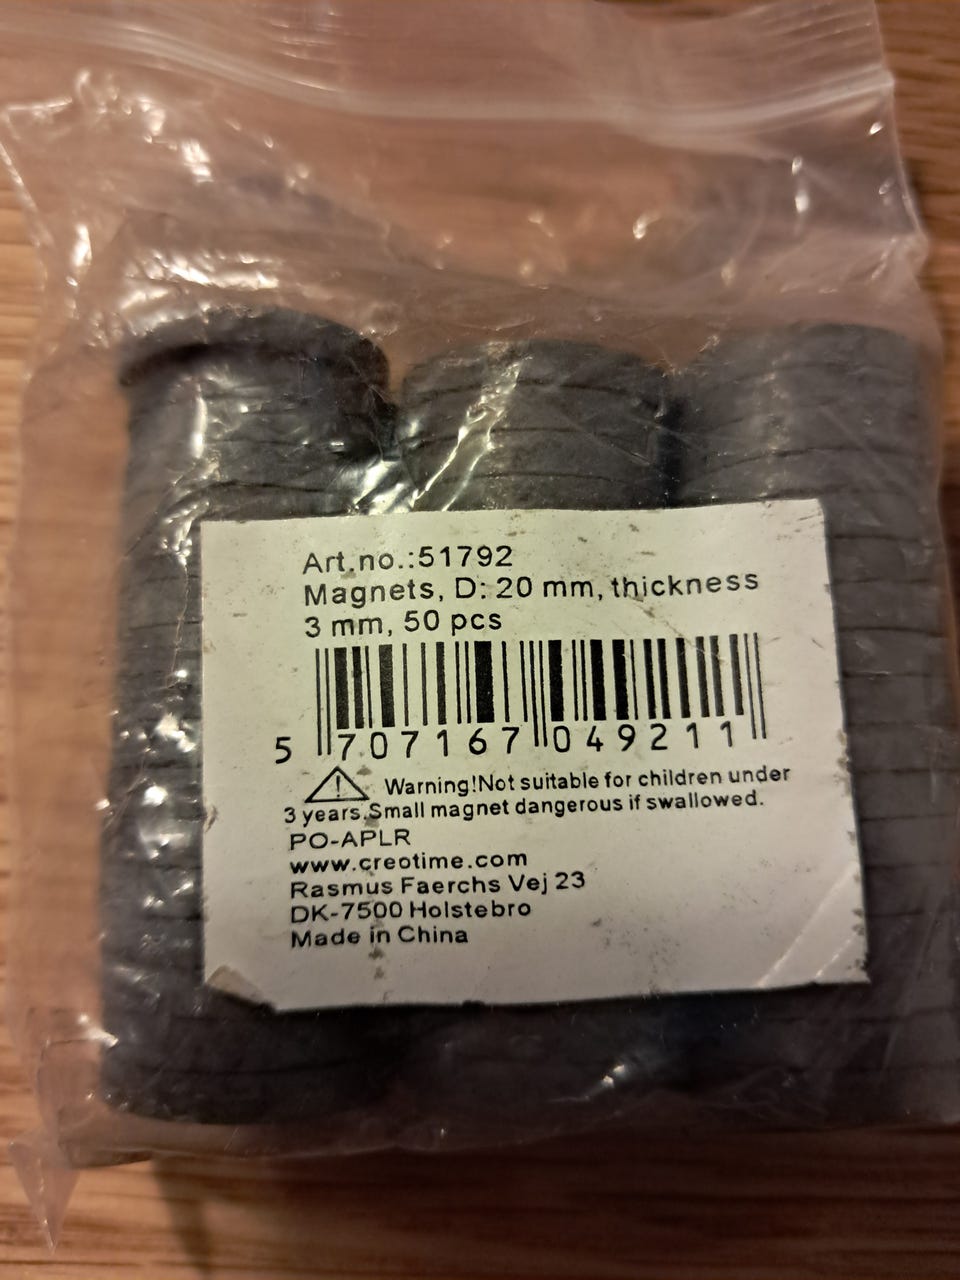 Art.no.:51792
Magnets, D: 20 mm, thickness
3 mm, 50 pcs
5 707167 049211
Warning!Not suitable for children under
3 years.Small magnet dangerous if swallowed.
PO-APLR
www.creotime.com
Rasmus Faerchs Vej 23
DK-7500 Holstebro
Made in China